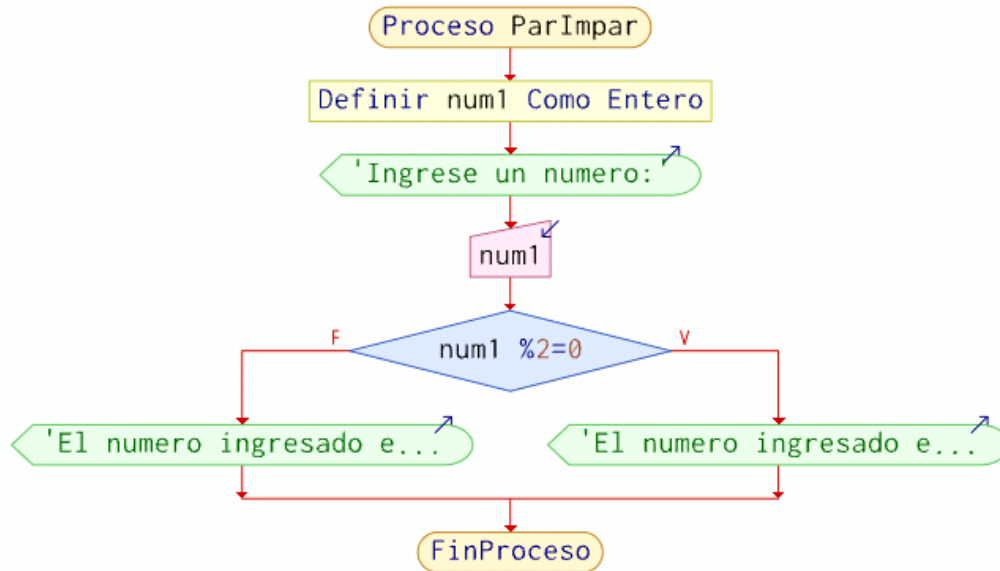 Proceso ParImpar
Definir num1 Como Entero
'Ingrese un numero:'
num1
F
num1 %2=0
V
'El numero ingresado e...
'El numero ingresado e...
FinProceso